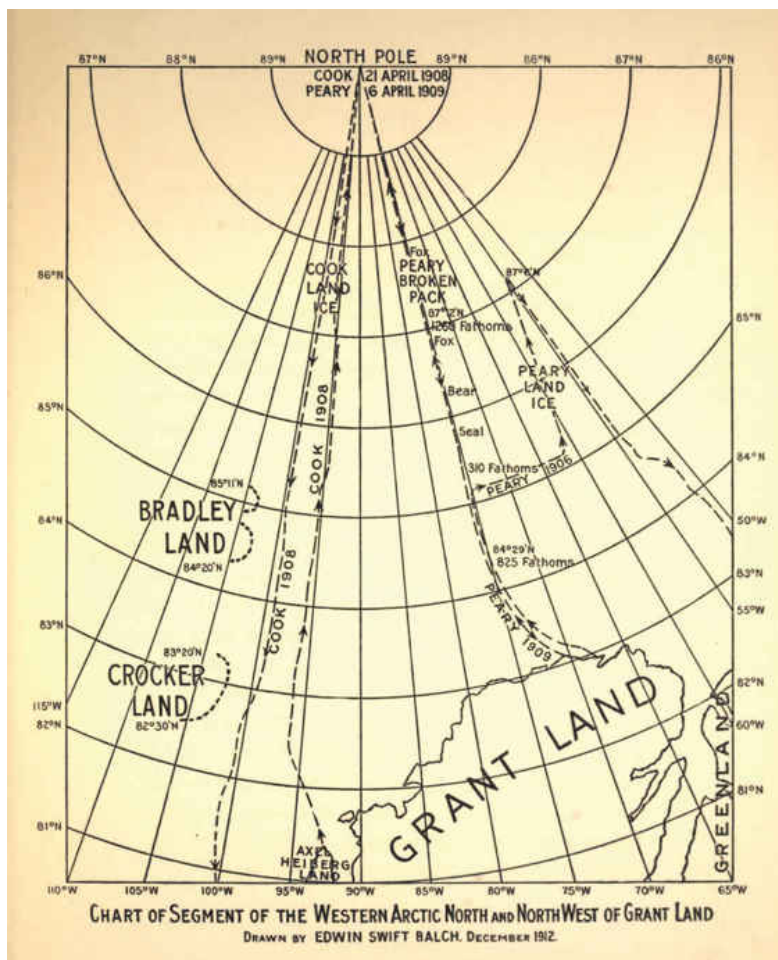 NORTH POLE
87°N 88°N 89°N 89°N 88°N 87°N 86°N
COOK 21 APRIL 1908
PEARY 6 APRIL 1909
Fox
COOK LAND ICE
PEARY BROKEN PACK
87°6'N
86°N
87°12'N
1260 Fathoms
85°N
Fox
PEARY LAND ICE
Bear
COOK 1908
COOK 1908
85°N
Seal
84°N
310 Fathoms
PEARY 1906
85°11'N
BRADLEY LAND
84°20'N
84°N
50°W
84°29'N
825 Fathoms
83°N
PEARY 1909
55°W
83°N
83°20'N
CROCKER LAND
82°30'N
82°N
115°W
82°N
60°W
GRANT LAND
GREENLAND
81°N
81°N
AXEL HEIBERG LAND
110°W 105°W 100°W 95°W 90°W 85°W 80°W 75°W 70°W 65°W
CHART OF SEGMENT OF THE WESTERN ARCTIC NORTH AND NORTH WEST OF GRANT LAND
DRAWN BY EDWIN SWIFT BALCH. DECEMBER 1912.